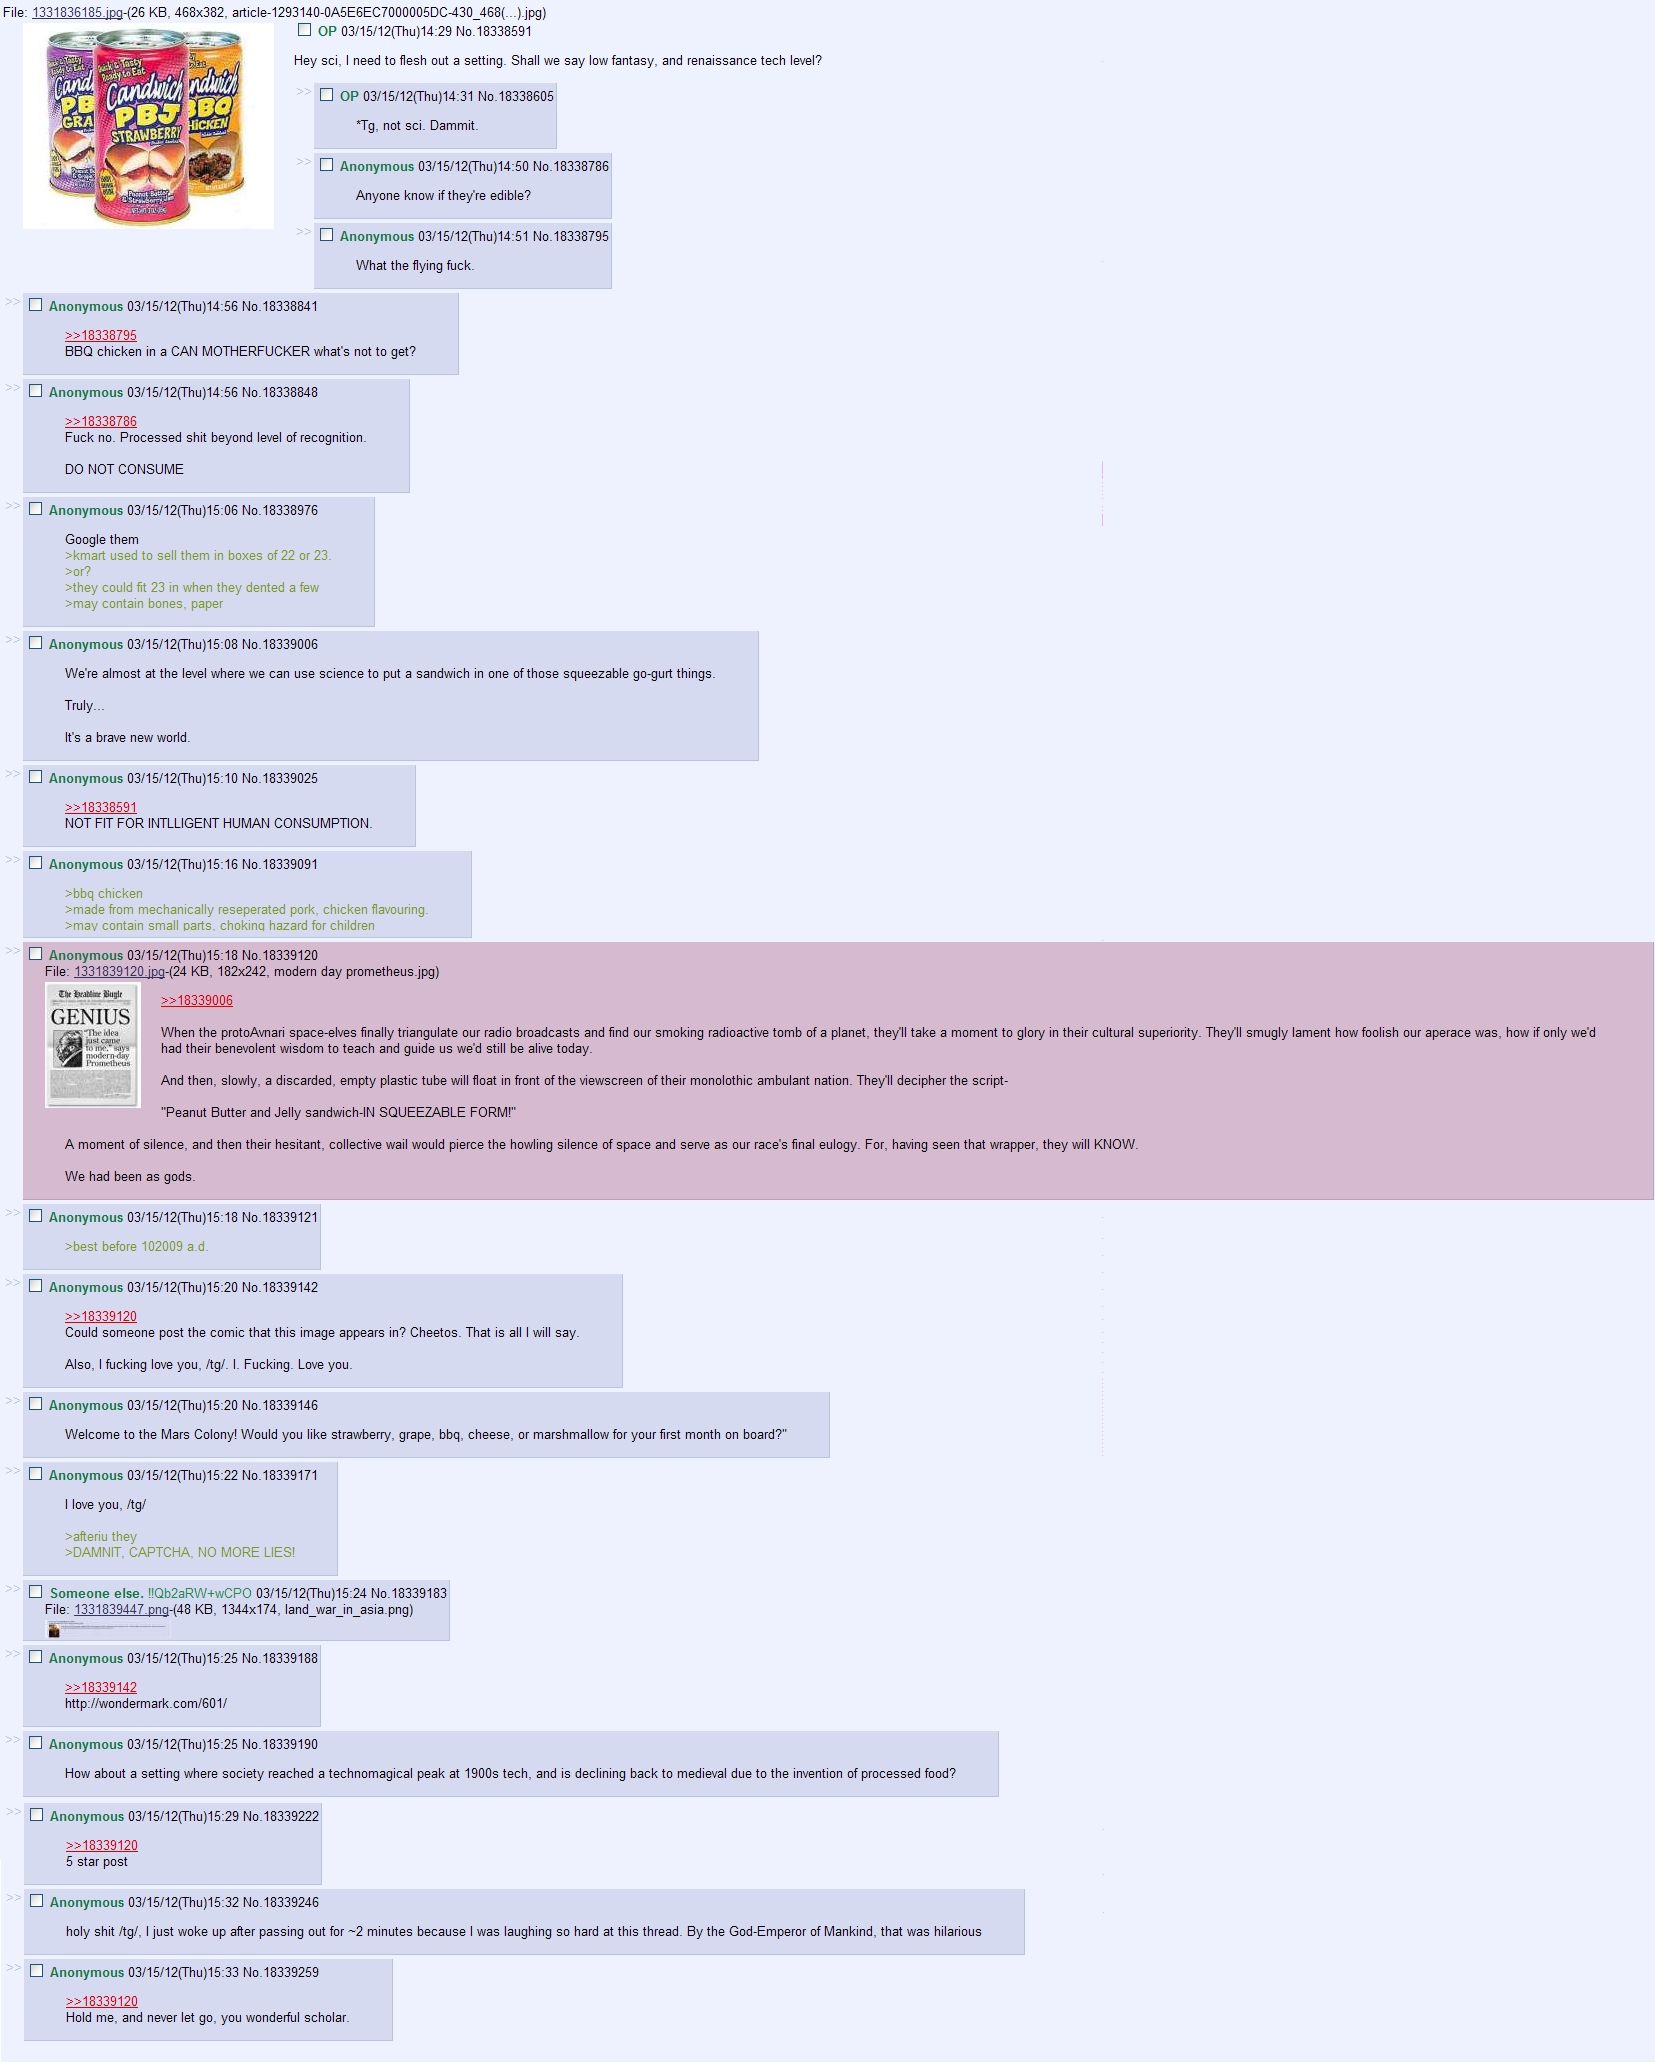 File: 1331836185.jpg-(26 KB, 468x382, article-1293140-0A5E6EC7000005DC-430_468(...).jpg)
Quick & Tasty
Ready to Eat
Candwich
PBJ
STRAWBERRY
Peanut Butter
& Strawberry Jam
OP 03/15/12(Thu)14:29 No.18338591
Hey sci, I need to flesh out a setting. Shall we say low fantasy, and renaissance tech level?
>> OP 03/15/12(Thu)14:31 No.18338605
*Tg, not sci. Dammit.
>> Anonymous 03/15/12(Thu)14:50 No.18338786
Anyone know if they're edible?
>> Anonymous 03/15/12(Thu)14:51 No.18338795
What the flying fuck.
>> Anonymous 03/15/12(Thu)14:56 No.18338841
>>18338795
BBQ chicken in a CAN MOTHERFUCKER what's not to get?
>> Anonymous 03/15/12(Thu)14:56 No.18338848
>>18338786
Fuck no. Processed shit beyond level of recognition.
DO NOT CONSUME
>> Anonymous 03/15/12(Thu)15:06 No.18338976
Google them
>kmart used to sell them in boxes of 22 or 23.
>or?
>they could fit 23 in when they dented a few
>may contain bones, paper
>> Anonymous 03/15/12(Thu)15:08 No.18339006
We're almost at the level where we can use science to put a sandwich in one of those squeezable go-gurt things.
Truly...
It's a brave new world.
>> Anonymous 03/15/12(Thu)15:10 No.18339025
>>18338591
NOT FIT FOR INTLLIGENT HUMAN CONSUMPTION.
>> Anonymous 03/15/12(Thu)15:16 No.18339091
>bbq chicken
>made from mechanically reseperated pork, chicken flavouring.
>may contain small parts, choking hazard for children
>> Anonymous 03/15/12(Thu)15:18 No.18339120
File: 1331839120.jpg-(24 KB, 182x242, modern day prometheus.jpg)
The Headline Bugle
GENIUS
"The idea
just came
to me," says
modern-day
Prometheus
>>18339006
When the protoAvnari space-elves finally triangulate our radio broadcasts and find our smoking radioactive tomb of a planet, they'll take a moment to glory in their cultural superiority. They'll smugly lament how foolish our aperace was, how if only we'd
had their benevolent wisdom to teach and guide us we'd still be alive today.
And then, slowly, a discarded, empty plastic tube will float in front of the viewscreen of their monolothic ambulant nation. They'll decipher the script-
"Peanut Butter and Jelly sandwich-IN SQUEEZABLE FORM!"
A moment of silence, and then their hesitant, collective wail would pierce the howling silence of space and serve as our race's final eulogy. For, having seen that wrapper, they will KNOW.
We had been as gods.
>> Anonymous 03/15/12(Thu)15:18 No.18339121
>best before 102009 a.d.
>> Anonymous 03/15/12(Thu)15:20 No.18339142
>>18339120
Could someone post the comic that this image appears in? Cheetos. That is all I will say.
Also, I fucking love you, /tg/. I. Fucking. Love you.
>> Anonymous 03/15/12(Thu)15:20 No.18339146
Welcome to the Mars Colony! Would you like strawberry, grape, bbq, cheese, or marshmallow for your first month on board?"
>> Anonymous 03/15/12(Thu)15:22 No.18339171
I love you, /tg/
>afteriu they
>DAMNIT, CAPTCHA, NO MORE LIES!
>> Someone else. !!Qb2aRW+wCPO 03/15/12(Thu)15:24 No.18339183
File: 1331839447.png-(48 KB, 1344x174, land_war_in_asia.png)
>> Anonymous 03/15/12(Thu)15:25 No.18339188
>>18339142
http://wondermark.com/601/
>> Anonymous 03/15/12(Thu)15:25 No.18339190
How about a setting where society reached a technomagical peak at 1900s tech, and is declining back to medieval due to the invention of processed food?
>> Anonymous 03/15/12(Thu)15:29 No.18339222
>>18339120
5 star post
>> Anonymous 03/15/12(Thu)15:32 No.18339246
holy shit /tg/, I just woke up after passing out for ~2 minutes because I was laughing so hard at this thread. By the God-Emperor of Mankind, that was hilarious
>> Anonymous 03/15/12(Thu)15:33 No.18339259
>>18339120
Hold me, and never let go, you wonderful scholar.